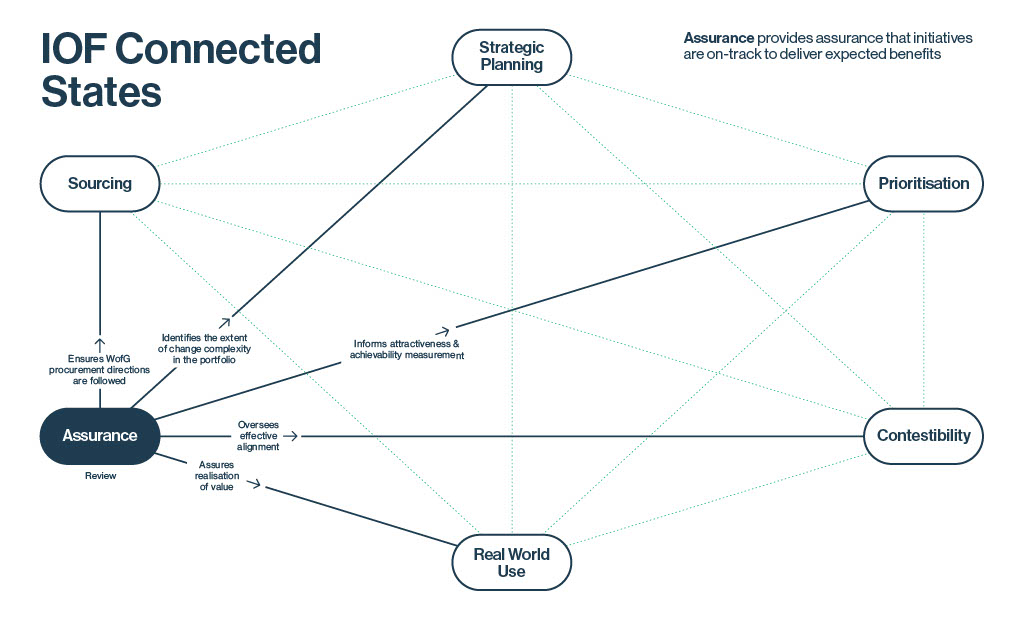 IOF Connected
States
Assurance provides assurance that initiatives
are on-track to deliver expected benefits
Strategic
Planning
Sourcing
Prioritisation
Identifies the extent
of change complexity
in the portfolio
Informs attractiveness &
achievability measurement
Ensures WofG
procurement directions
are followed
Assurance
Review
Oversees
effective
alignment
Contestibility
Assures
realisation
of value
Real World
Use